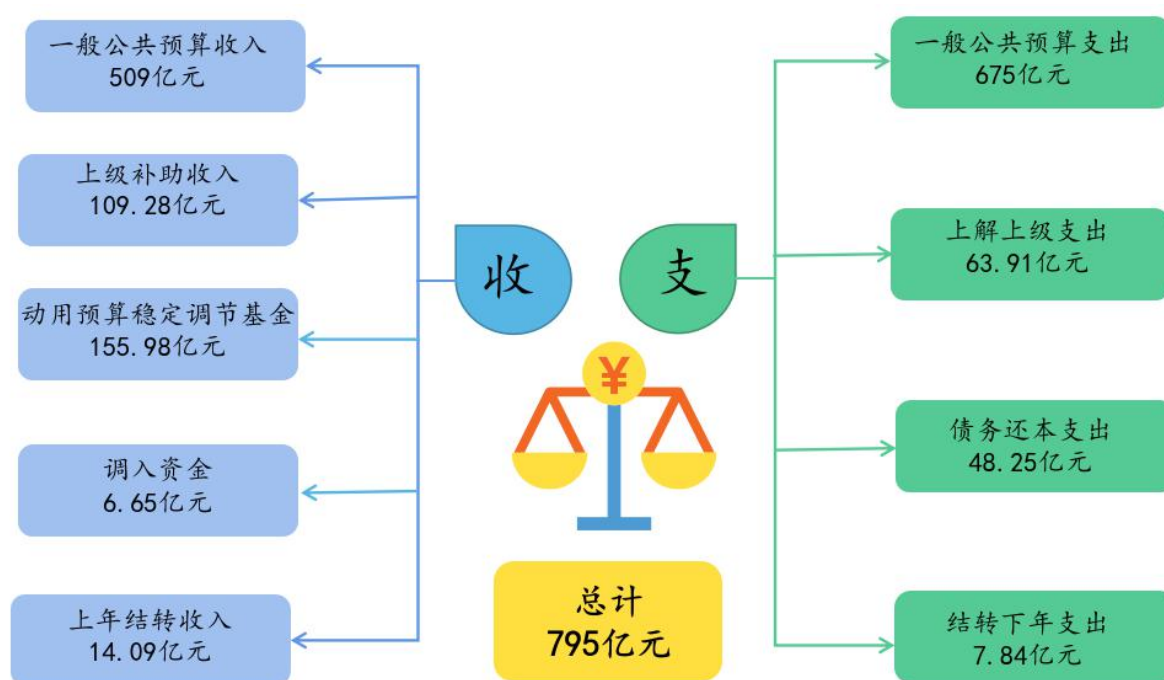 一般公共预算收入
509亿元
上级补助收入
109.28亿元
动用预算稳定调节基金
155.98亿元
调入资金
6.65亿元
上年结转收入
14.09亿元
收
支
¥
总计
795亿元
一般公共预算支出
675亿元
上解上级支出
63.91亿元
债务还本支出
48.25亿元
结转下年支出
7.84亿元